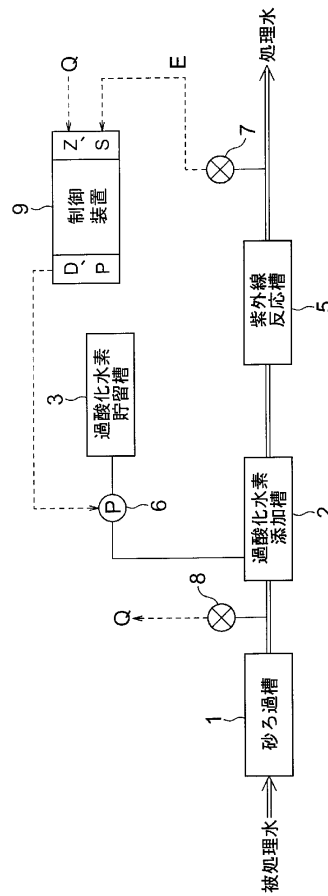 9
制御
装置
Z、
S
D、
P
Q
E
3
過酸化水素
貯留槽
P
6
7
Q
8
被処理水
1
砂ろ過槽
2
過酸化水素
添加槽
5
紫外線
反応槽
処理水